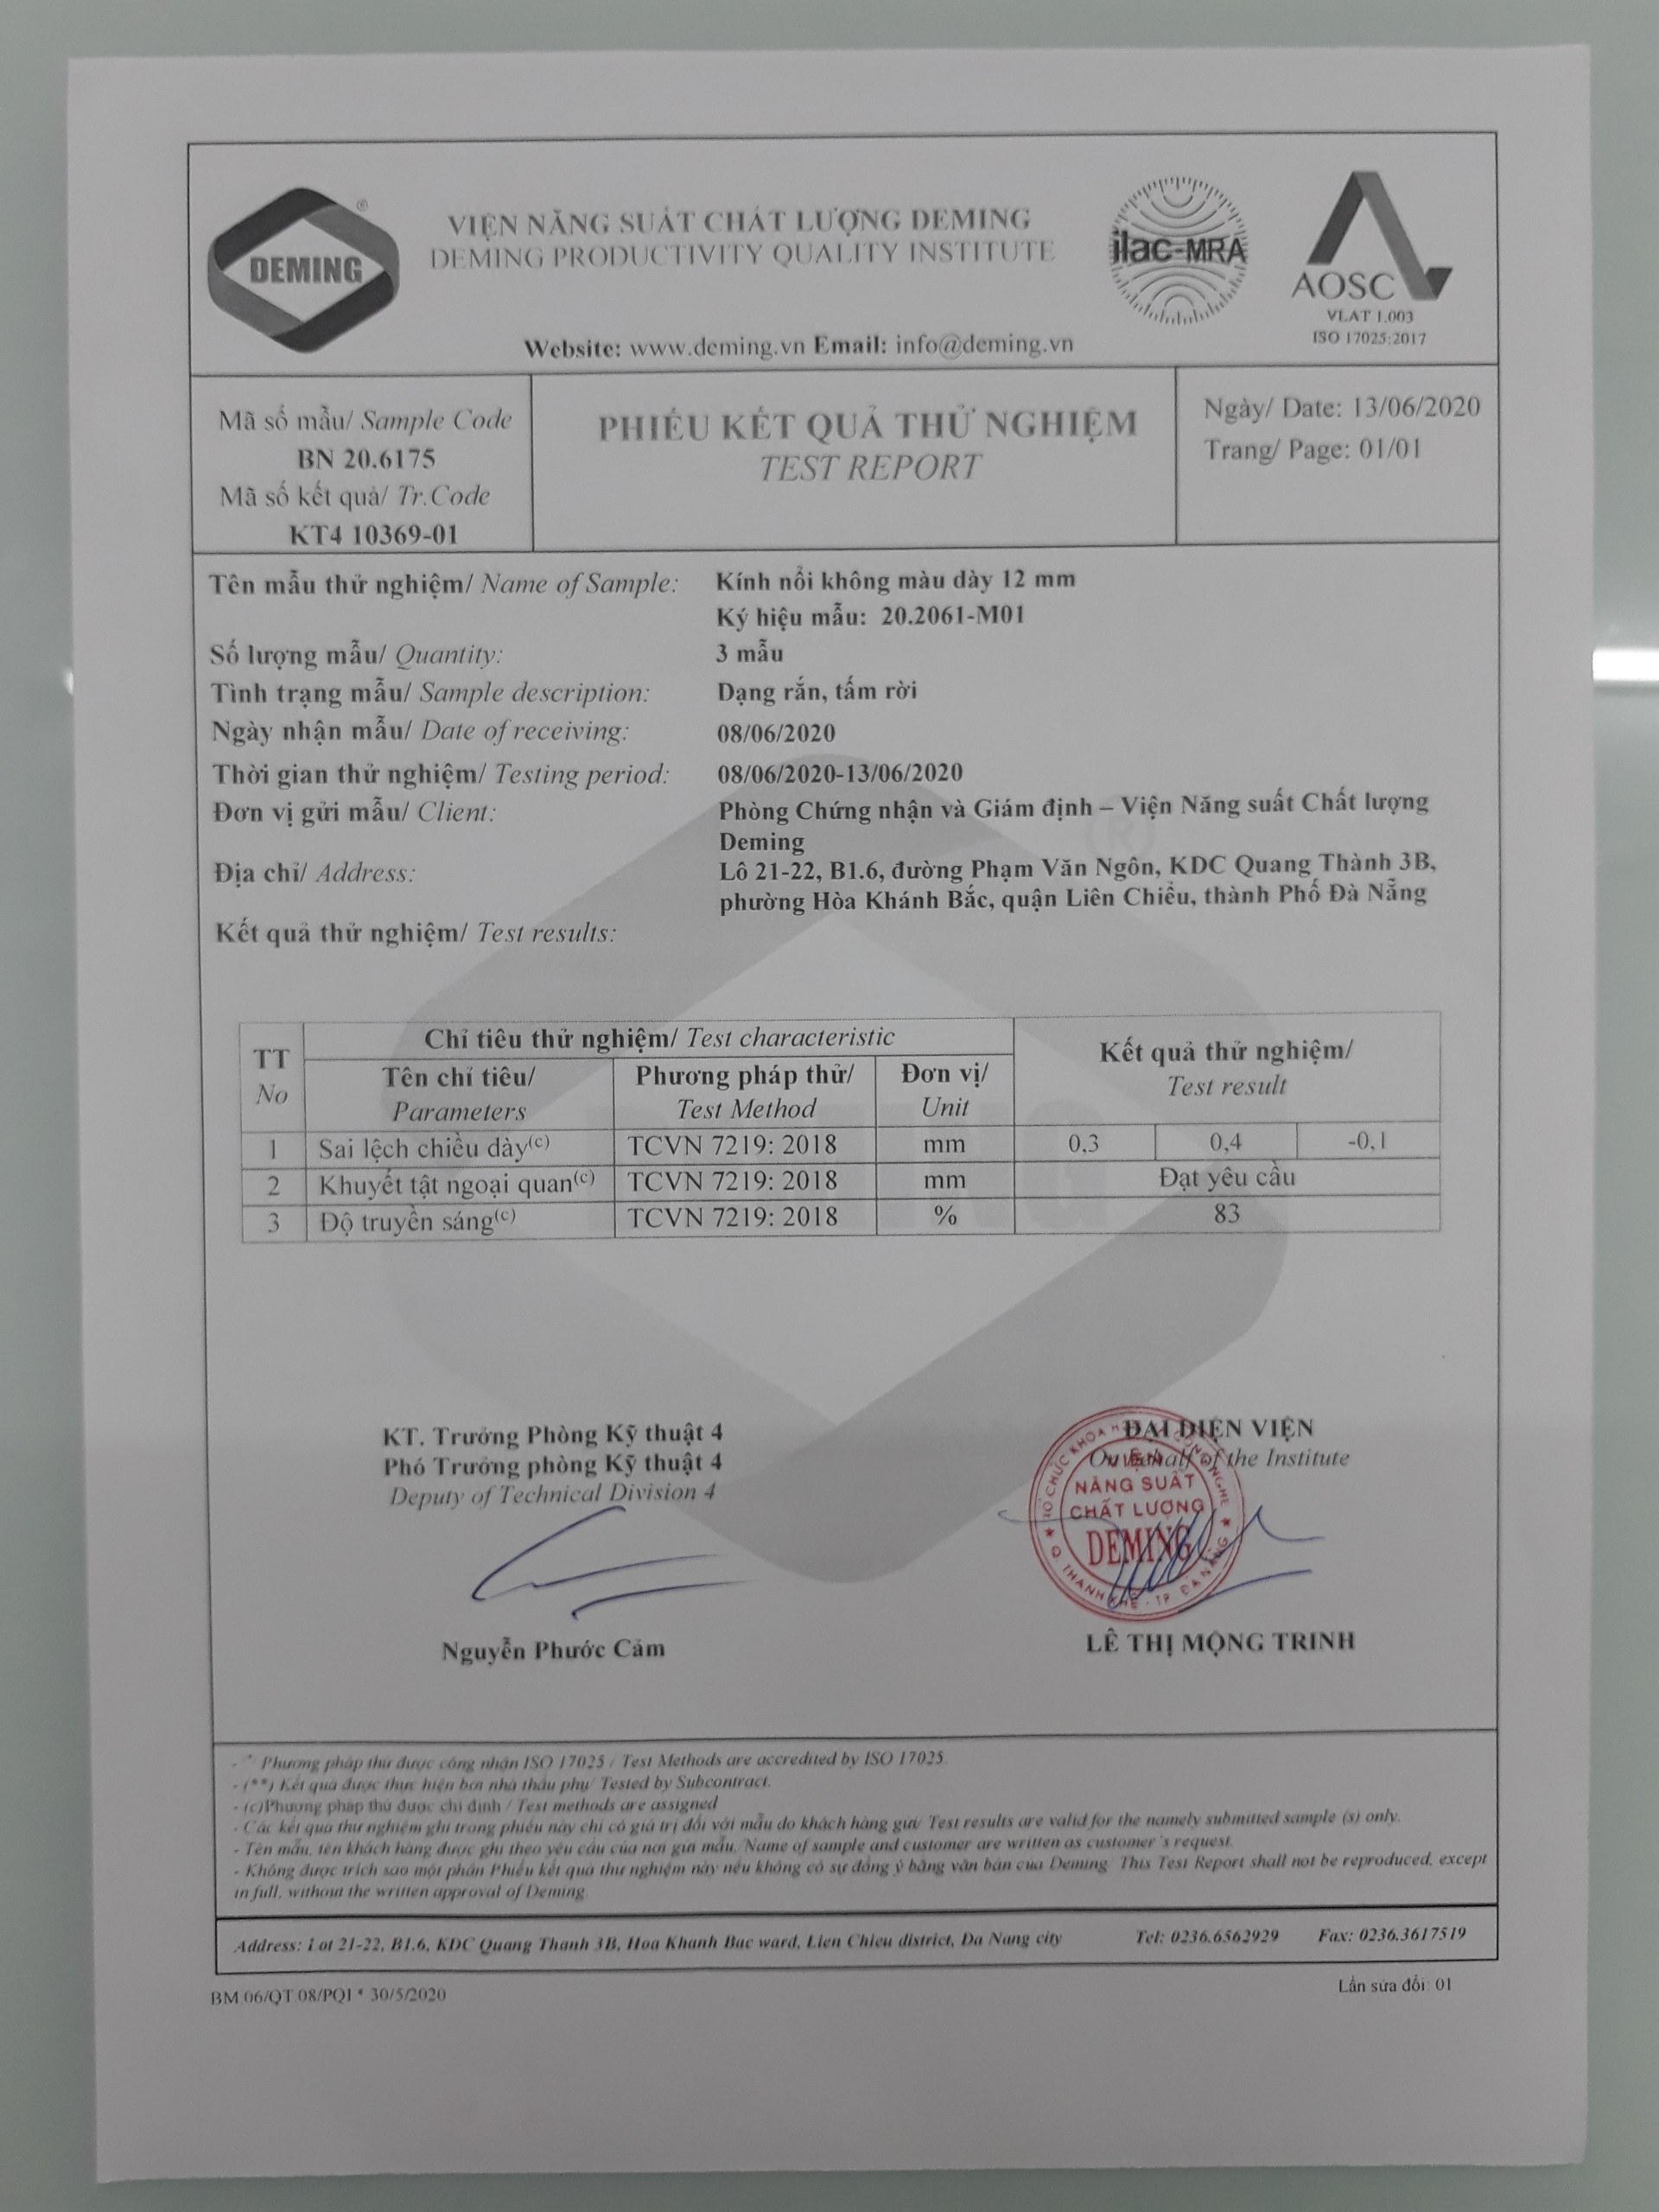 DEMING ®
VIỆN NĂNG SUẤT CHẤT LƯỢNG DEMING
DEMING PRODUCTIVITY QUALITY INSTITUTE
Website: www.deming.vn Email: info@deming.vn
ilac-MRA
AOSC
VLAT 1.003
ISO 17025:2017
Mã số mẫu/ Sample Code
BN 20.6175
Mã số kết quả/ Tr.Code
KT4 10369-01
PHIẾU KẾT QUẢ THỬ NGHIỆM
TEST REPORT
Ngày/ Date: 13/06/2020
Trang/ Page: 01/01
Tên mẫu thử nghiệm/ Name of Sample: Kính nổi không màu dày 12 mm
Ký hiệu mẫu: 20.2061-M01
Số lượng mẫu/ Quantity: 3 mẫu
Tình trạng mẫu/ Sample description: Dạng rắn, tấm rời
Ngày nhận mẫu/ Date of receiving: 08/06/2020
Thời gian thử nghiệm/ Testing period: 08/06/2020-13/06/2020
Đơn vị gửi mẫu/ Client: Phòng Chứng nhận và Giám định – Viện Năng suất Chất lượng
Deming
Địa chỉ/ Address: Lô 21-22, B1.6, đường Phạm Văn Ngôn, KDC Quang Thành 3B,
phường Hòa Khánh Bắc, quận Liên Chiểu, thành Phố Đà Nẵng
Kết quả thử nghiệm/ Test results:
TT
No
Chỉ tiêu thử nghiệm/ Test characteristic
Tên chỉ tiêu/
Parameters
Phương pháp thử/
Test Method
Đơn vị/
Unit
Kết quả thử nghiệm/
Test result
1 Sai lệch chiều dày(c) TCVN 7219: 2018 mm 0,3 0,4 -0,1
2 Khuyết tật ngoại quan(c) TCVN 7219: 2018 mm Đạt yêu cầu
3 Độ truyền sáng(c) TCVN 7219: 2018 % 83
KT. Trưởng Phòng Kỹ thuật 4
Phó Trưởng phòng Kỹ thuật 4
Deputy of Technical Division 4
Nguyễn Phước Cảm
ĐẠI DIỆN VIỆN
On behalf of the Institute
VIỆN
NĂNG SUẤT
CHẤT LƯỢNG
DEMING
Q. THANH KHÊ - TP. ĐÀ NẴNG
LÊ THỊ MỘNG TRINH
- * Phương pháp thử được công nhận ISO 17025 / Test Methods are accredited by ISO 17025.
- (**) Kết quả được thực hiện bởi nhà thầu phụ/ Tested by Subcontract.
- (c)Phương pháp thử được chỉ định / Test methods are assigned
- Các kết quả thử nghiệm ghi trong phiếu này chỉ có giá trị đối với mẫu do khách hàng gửi/ Test results are valid for the namely submitted sample (s) only.
- Tên mẫu, tên khách hàng được ghi theo yêu cầu của nơi gửi mẫu/Name of sample and customer are written as customer's request.
- Không được trích sao một phần Phiếu kết quả thử nghiệm này nếu không có sự đồng ý bằng văn bản của Deming/ This Test Report shall not be reproduced, except
in full, without the written approval of Deming.
Address: Lot 21-22, B1.6, KDC Quang Thanh 3B, Hoa Khanh Bac ward, Lien Chieu district, Da Nang city Tel: 0236.6562929 Fax: 0236.3617519
BM 06/QT 08/PQI * 30/5/2020 Lần sửa đổi: 01